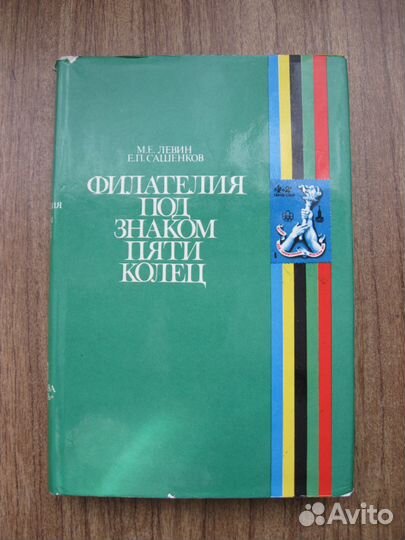 М.Е. ЛЕВИН
Е.П. САШЕНКОВ
ФИЛАТЕЛИЯ
ПОД
ЗНАКОМ
ПЯТИ
КОЛЕЦ
Avito